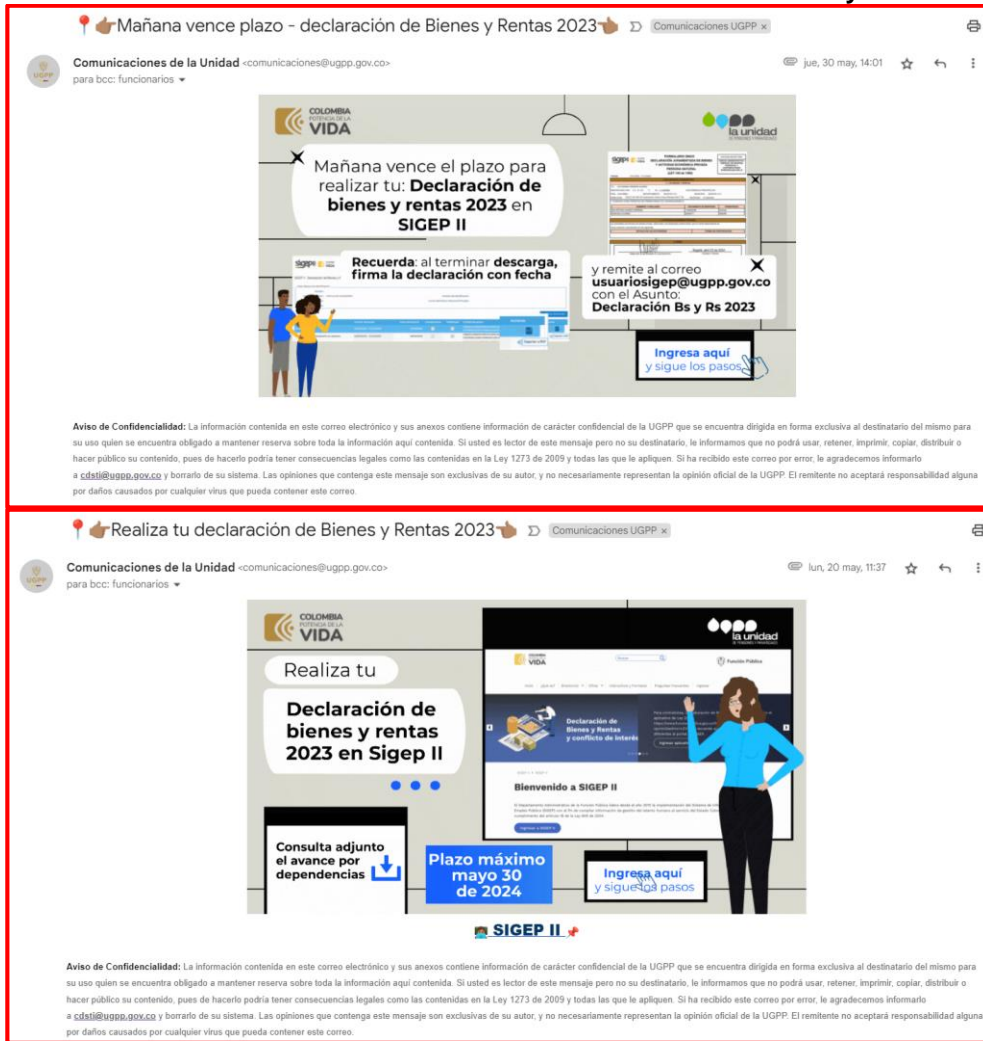 📍👉🏽Mañana vence plazo - declaración de Bienes y Rentas 2023👈🏽 Comunicaciones UGPP ×
Comunicaciones de la Unidad <comunicaciones@ugpp.gov.co>
jue, 30 may, 14:01
para bcc: funcionarios
UGPP
COLOMBIA
POTENCIA DE LA
VIDA
la unidad
Mañana vence el plazo para
realizar tu: Declaración de
bienes y rentas 2023 en
SIGEP II
Recuerda: al terminar descarga,
firma la declaración con fecha
y remite al correo
usuariosigep@ugpp.gov.co
con el Asunto:
Declaración Bs y Rs 2023
Ingresa aquí
y sigue los pasos
Aviso de Confidencialidad: La información contenida en este correo electrónico y sus anexos contiene información de carácter confidencial de la UGPP que se encuentra dirigida en forma exclusiva al destinatario del mismo para
su uso quien se encuentra obligado a mantener reserva sobre toda la información aquí contenida. Si usted es lector de este mensaje pero no su destinatario, le informamos que no podrá usar, retener, imprimir, copiar, distribuir o
hacer público su contenido, pues de hacerlo podría tener consecuencias legales como las contenidas en la Ley 1273 de 2009 y todas las que le apliquen. Si ha recibido este correo por error, le agradecemos informarlo
a cdsti@ugpp.gov.co y borrarlo de su sistema. Las opiniones que contenga este mensaje son exclusivas de su autor, y no necesariamente representan la opinión oficial de la UGPP. El remitente no aceptará responsabilidad alguna
por daños causados por cualquier virus que pueda contener este correo.
📍👉🏽Realiza tu declaración de Bienes y Rentas 2023👈🏽 Comunicaciones UGPP ×
Comunicaciones de la Unidad <comunicaciones@ugpp.gov.co>
lun, 20 may, 11:37
para bcc: funcionarios
UGPP
COLOMBIA
POTENCIA DE LA
VIDA
la unidad
Realiza tu
Declaración de
bienes y rentas
2023 en Sigep II
VIDA
Función Pública
Declaración de
Bienes y Rentas
y conflicto de interés
Bienvenido a SIGEP II
Consulta adjunto
el avance por
dependencias
Plazo máximo
mayo 30
de 2024
Ingresa aquí
y sigue los pasos
SIGEP II
Aviso de Confidencialidad: La información contenida en este correo electrónico y sus anexos contiene información de carácter confidencial de la UGPP que se encuentra dirigida en forma exclusiva al destinatario del mismo para
su uso quien se encuentra obligado a mantener reserva sobre toda la información aquí contenida. Si usted es lector de este mensaje pero no su destinatario, le informamos que no podrá usar, retener, imprimir, copiar, distribuir o
hacer público su contenido, pues de hacerlo podría tener consecuencias legales como las contenidas en la Ley 1273 de 2009 y todas las que le apliquen. Si ha recibido este correo por error, le agradecemos informarlo
a cdsti@ugpp.gov.co y borrarlo de su sistema. Las opiniones que contenga este mensaje son exclusivas de su autor, y no necesariamente representan la opinión oficial de la UGPP. El remitente no aceptará responsabilidad alguna
por daños causados por cualquier virus que pueda contener este correo.